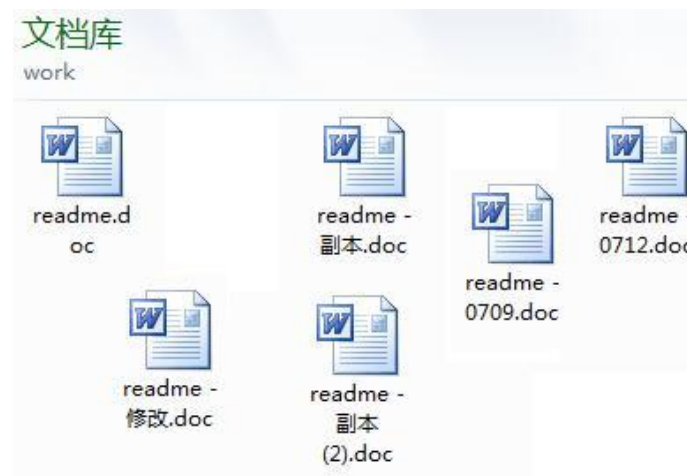 文档库
work
readme.d
oc
readme -
副本.doc
readme -
0709.doc
readme -
0712.doc
readme -
修改.doc
readme -
副本
(2).doc